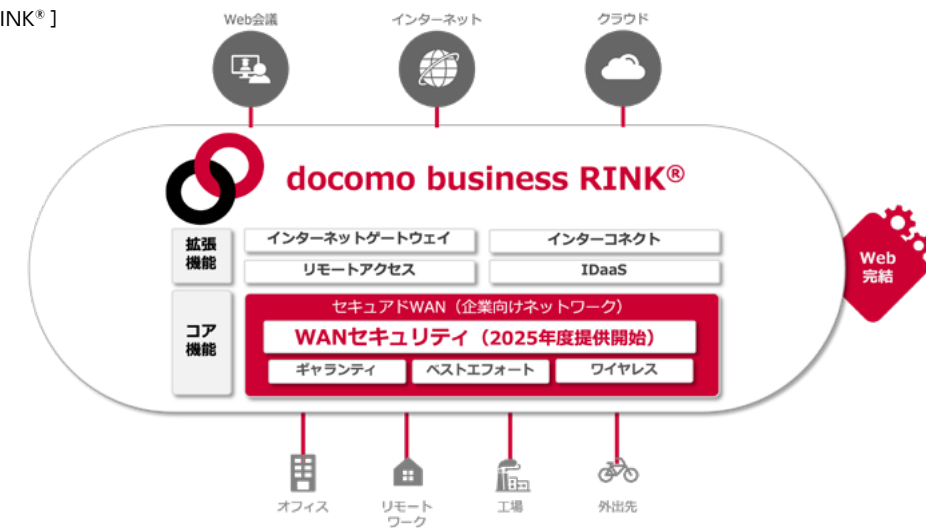 INK® ]
Web会議
インターネット
クラウド
docomo business RINK®
拡張
機能
インターネットゲートウェイ
インターコネクト
リモートアクセス
IDaaS
Web
完結
コア
機能
セキュアドWAN（企業向けネットワーク）
WANセキュリティ（2025年度提供開始）
ギャランティ
ベストエフォート
ワイヤレス
オフィス
リモート
ワーク
工場
外出先